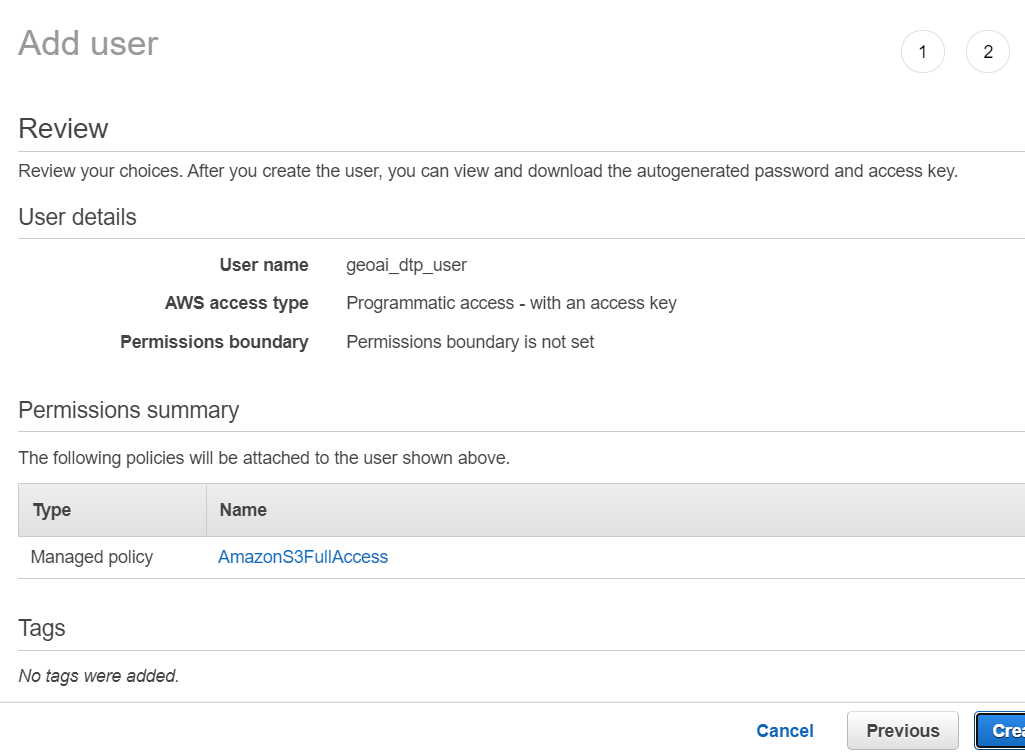 Add user
1 2
Review
Review your choices. After you create the user, you can view and download the autogenerated password and access key.
User details
User name geoai_dtp_user
AWS access type Programmatic access - with an access key
Permissions boundary Permissions boundary is not set
Permissions summary
The following policies will be attached to the user shown above.
Type Name
Managed policy AmazonS3FullAccess
Tags
No tags were added.
Cancel Previous Crea